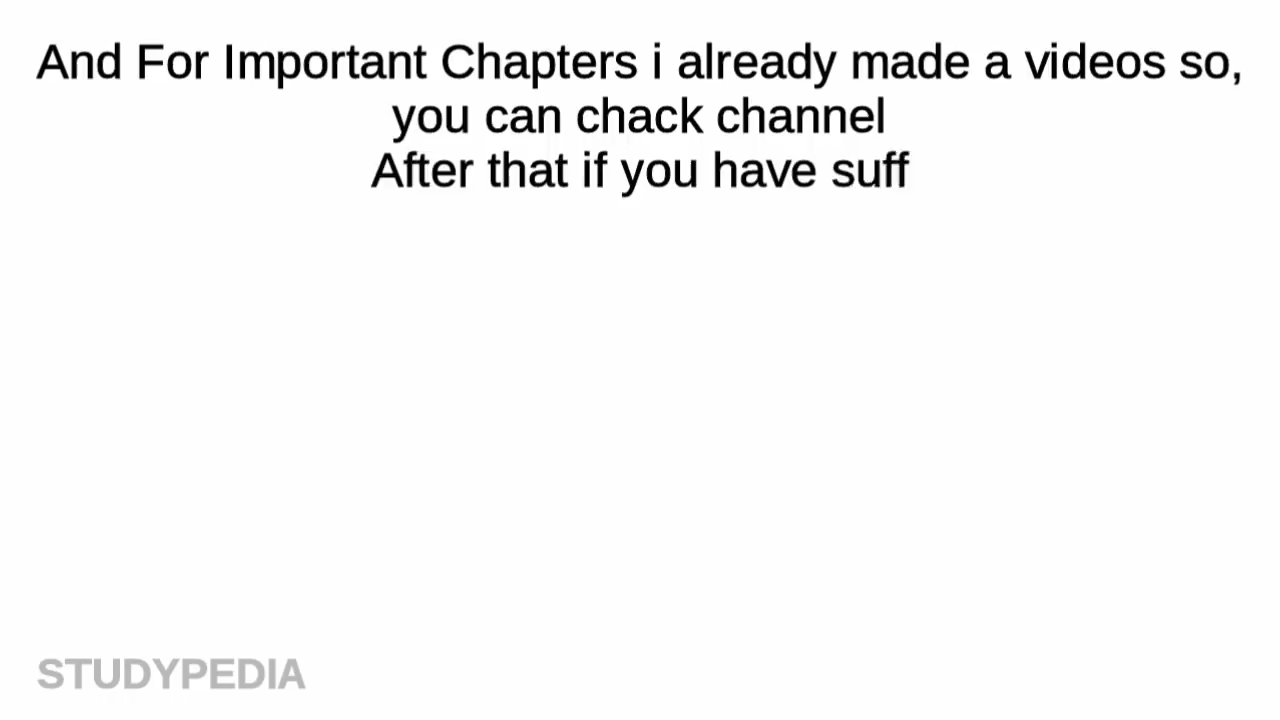 And For Important Chapters i already made a videos so,
you can chack channel
After that if you have suff
STUDYPEDIA